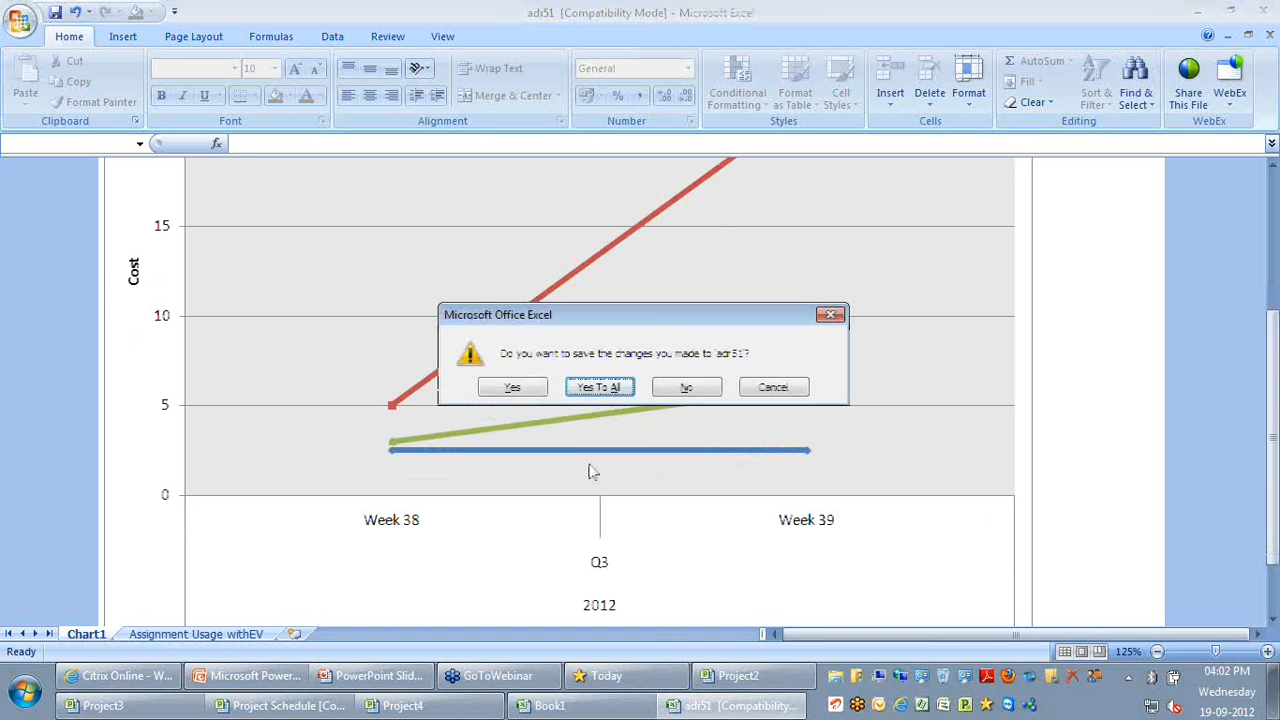 adr51 [Compatibility Mode] - Microsoft Excel
Home Insert Page Layout Formulas Data Review View
Paste
Cut
Copy
Format Painter
Clipboard
10
Font
Wrap Text
Merge & Center
Alignment
General
Number
Conditional Formatting
Format as Table
Cell Styles
Styles
Insert
Delete
Format
Cells
AutoSum
Fill
Clear
Sort & Filter
Find & Select
Editing
Share This File
WebEx
WebEx
15
10
5
0
Cost
Microsoft Office Excel
Do you want to save the changes you made to 'adr51'?
Yes Yes To All No Cancel
Week 38 Week 39
Q3
2012
Chart1 Assignment Usage withEV
Ready
125%
Citrix Online - W... Microsoft Powe... PowerPoint Slid... GoToWebinar Today Project2
04:02 PM
Wednesday
Project3 Project Schedule [Co... Project4 Book1 adr51 [Compatibility...
19-09-2012